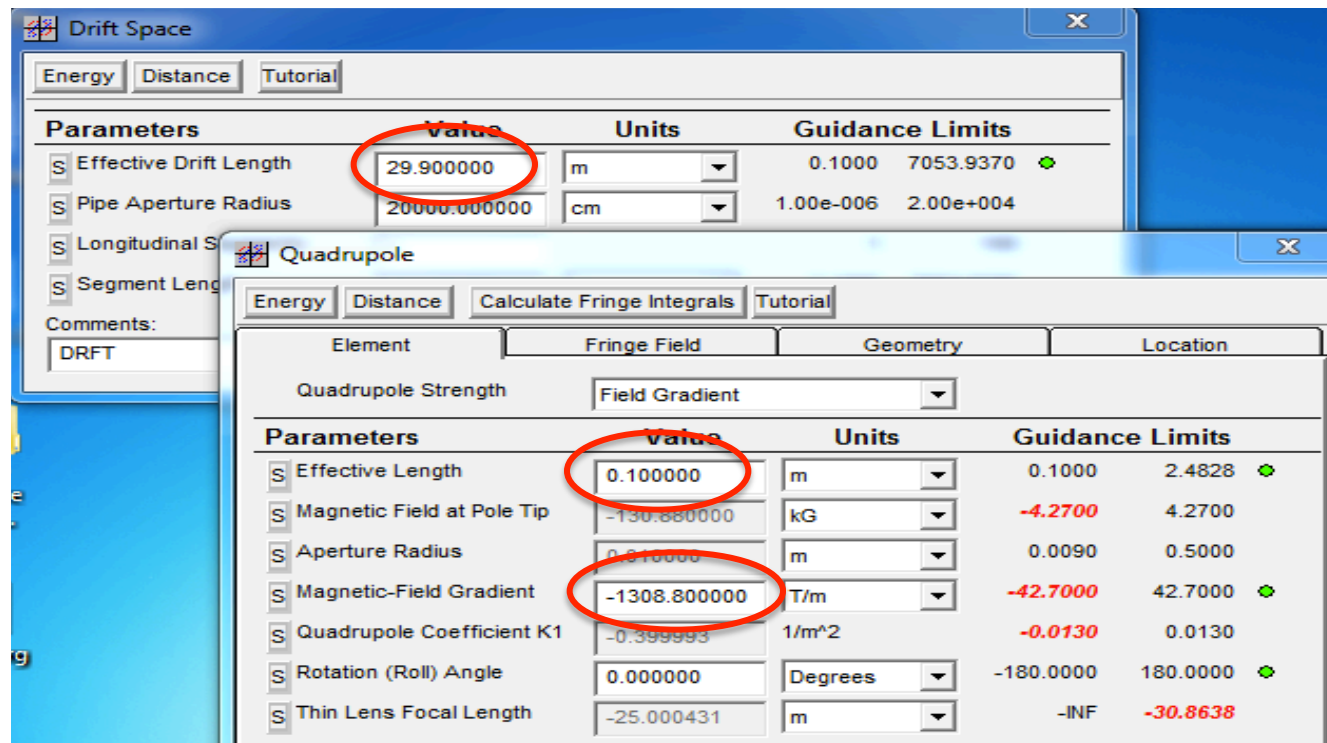 Drift Space
Energy Distance Tutorial
Parameters Value Units Guidance Limits
S Effective Drift Length 29.900000 m 0.1000 7053.9370
S Pipe Aperture Radius 20000.000000 cm 1.00e-006 2.00e+004
S Longitudinal S
S Segment Leng
Comments:
DRFT
Quadrupole
Energy Distance Calculate Fringe Integrals Tutorial
Element Fringe Field Geometry Location
Quadrupole Strength Field Gradient
Parameters Value Units Guidance Limits
S Effective Length 0.100000 m 0.1000 2.4828
S Magnetic Field at Pole Tip -130.880000 kG -4.2700 4.2700
S Aperture Radius 0.010000 m 0.0090 0.5000
S Magnetic-Field Gradient -1308.800000 T/m -42.7000 42.7000
S Quadrupole Coefficient K1 -0.399993 1/m^2 -0.0130 0.0130
S Rotation (Roll) Angle 0.000000 Degrees -180.0000 180.0000
S Thin Lens Focal Length -25.000431 m -INF -30.8638